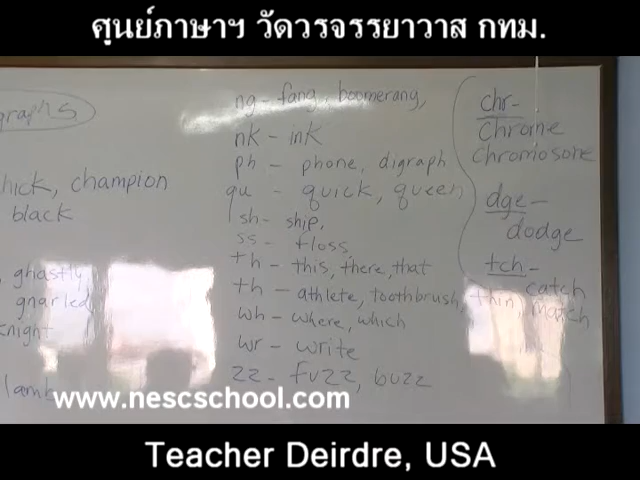 ศูนย์ภาษาฯ วัดวรจรรยาวาส กทม.
graphs
hick, champion
black
ghastly
gnarled
knight
lamb
ng - fang, boomerang,
nk - ink
ph - phone, digraph
qu - quick, queen
sh - ship,
ss - floss
th - this, there, that
th - athlete, toothbrush, thin,
wh - where, which
wr - write
zz - fuzz, buzz
chr-
Chrome
Chromosone
dge-
dodge
tch-
catch
match
www.nescschool.com
Teacher Deirdre, USA